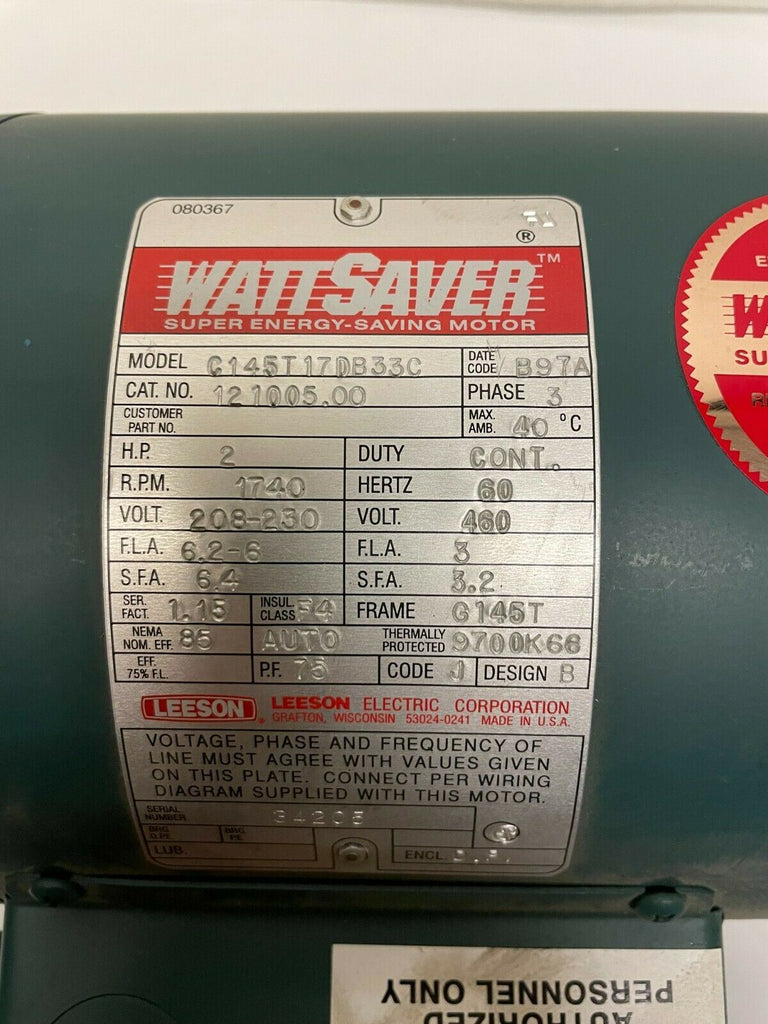 080367
®
WATTSAVER™
SUPER ENERGY-SAVING MOTOR
MODEL C145T17DB33C DATE CODE B97A
CAT. NO. 121005.00 PHASE 3
CUSTOMER PART NO. MAX. AMB. 40 °C
H.P. 2 DUTY CONT.
R.P.M. 1740 HERTZ 60
VOLT. 208-230 VOLT. 460
F.L.A. 6.2-6 F.L.A. 3
S.F.A. 6.4 S.F.A. 3.2
SER. FACT. 1.15 INSUL. CLASS F4 FRAME G145T
NEMA NOM. EFF. 85 AUTO THERMALLY PROTECTED 9700K66
EFF. 75% F.L. P.F. 75 CODE J DESIGN B
LEESON® LEESON ELECTRIC CORPORATION
GRAFTON, WISCONSIN 53024-0241 MADE IN U.S.A.
VOLTAGE, PHASE AND FREQUENCY OF
LINE MUST AGREE WITH VALUES GIVEN
ON THIS PLATE. CONNECT PER WIRING
DIAGRAM SUPPLIED WITH THIS MOTOR.
SERIAL NUMBER
BRG O.P.E. BRG P.E.
LUB. ENCL.
SU
AUTHORIZED
PERSONNEL ONLY